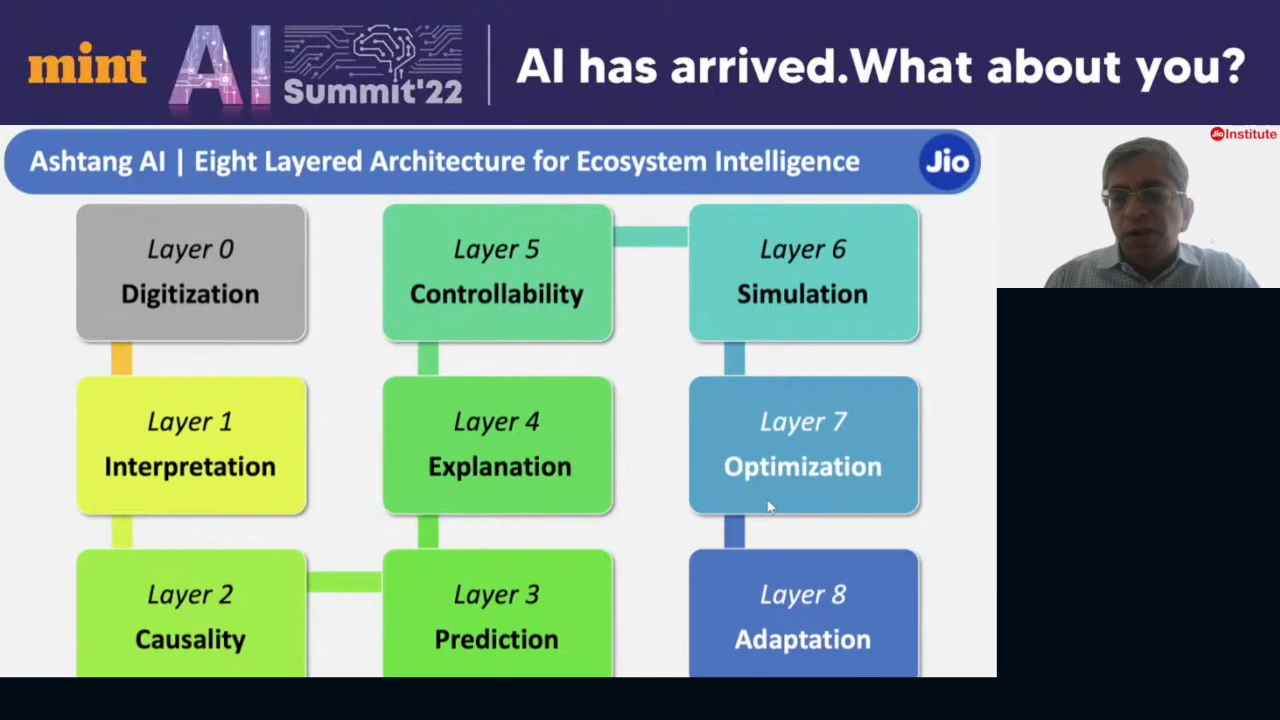 mint AI Summit'22 AI has arrived.What about you?
Ashtang AI | Eight Layered Architecture for Ecosystem Intelligence Jio
Jio Institute
Layer 0
Digitization
Layer 1
Interpretation
Layer 2
Causality
Layer 3
Prediction
Layer 4
Explanation
Layer 5
Controllability
Layer 6
Simulation
Layer 7
Optimization
Layer 8
Adaptation